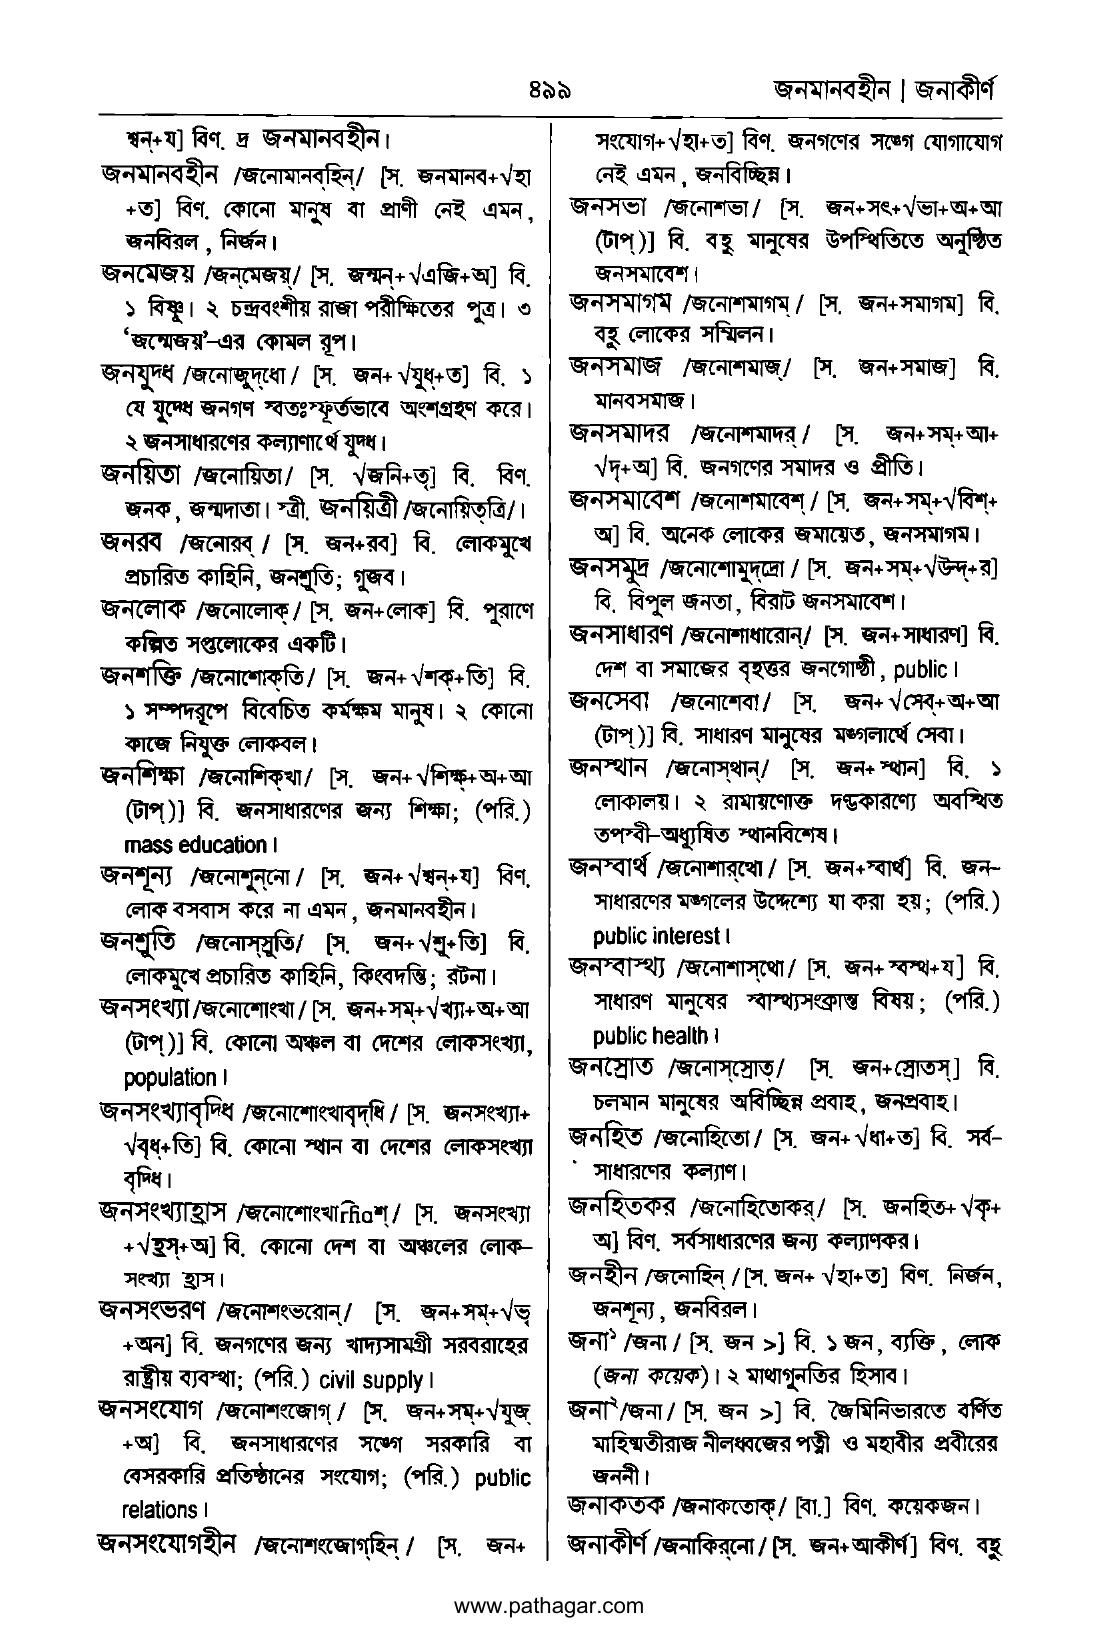 ৪৯৯
জনমানবহীন | জনাকীর্ণ
শ্বন্+য] বিণ. দ্র জনমানবহীন।
জনমানবহীন /জনোমানব্‌হিন্/ [স. জনমানব+√হা
+ত] বিণ. কোনো মানুষ বা প্রাণী নেই এমন,
জনবিরল, নির্জন।
জনমেজয় /জন্‌মেজয়্/ [স. জন্মন্+√এজি+অ] বি.
১ বিষ্ণু। ২ চন্দ্রবংশীয় রাজা পরীক্ষিতের পুত্র। ৩
‘জন্মেজয়’-এর কোমল রূপ।
জনযুদ্ধ /জনোজুদ্‌ধো/ [স. জন+√যুধ্+ত] বি. ১
যে যুদ্ধে জনগণ স্বতঃস্ফূর্তভাবে অংশগ্রহণ করে।
২ জনসাধারণের কল্যাণার্থে যুদ্ধ।
জনয়িতা /জনোয়িতা/ [স. √জনি+তৃ] বি. বিণ.
জনক, জন্মদাতা। স্ত্রী. জনয়িত্রী /জনোয়িত্‌ত্রি/।
জনরব /জনোরব্/ [স. জন+রব] বি. লোকমুখে
প্রচারিত কাহিনি, জনশ্রুতি; গুজব।
জনলোক /জনোলোক্/ [স. জন+লোক] বি. পুরাণে
কল্পিত সপ্তলোকের একটি।
জনশক্তি /জনোশোক্‌তি/ [স. জন+√শক্+তি] বি.
১ সম্পদরূপে বিবেচিত কর্মক্ষম মানুষ। ২ কোনো
কাজে নিযুক্ত লোকবল।
জনশিক্ষা /জনোশিক্‌খা/ [স. জন+√শিক্ষ্+অ+আ
(টাপ্)] বি. জনসাধারণের জন্য শিক্ষা; (পরি.)
mass education।
জনশূন্য /জনোশুন্‌নো/ [স. জন+√শ্বন্+য] বিণ.
লোক বসবাস করে না এমন, জনমানবহীন।
জনশ্রুতি /জনোস্‌স্রুতি/ [স. জন+√শ্রু+তি] বি.
লোকমুখে প্রচারিত কাহিনি, কিংবদন্তি; রটনা।
জনসংখ্যা /জনোশোংখা/ [স. জন+সম্+√খ্যা+অ+আ
(টাপ্)] বি. কোনো অঞ্চল বা দেশের লোকসংখ্যা,
population।
জনসংখ্যাবৃদ্ধি /জনোশোংখাবৃদ্‌ধি/ [স. জনসংখ্যা+
√বৃধ্+তি] বি. কোনো স্থান বা দেশের লোকসংখ্যা
বৃদ্ধি।
জনসংখ্যাহ্রাস /জনোশোংখাrhaশ্/ [স. জনসংখ্যা
+√হ্রস্+অ] বি. কোনো দেশ বা অঞ্চলের লোক-
সংখ্যা হ্রাস।
জনসংভরণ /জনোশংভরোন্/ [স. জন+সম্+√ভৃ
+অন] বি. জনগণের জন্য খাদ্যসামগ্রী সরবরাহের
রাষ্ট্রীয় ব্যবস্থা; (পরি.) civil supply।
জনসংযোগ /জনোশংজোগ্/ [স. জন+সম্+√যুজ্
+অ] বি. জনসাধারণের সঙ্গে সরকারি বা
বেসরকারি প্রতিষ্ঠানের সংযোগ; (পরি.) public
relations।
জনসংযোগহীন /জনোশংজোগ্‌হিন্/ [স. জন+
সংযোগ+√হা+ত] বিণ. জনগণের সঙ্গে যোগাযোগ
নেই এমন, জনবিচ্ছিন্ন।
জনসভা /জনোশভা/ [স. জন+সৎ+√ভা+অ+আ
(টাপ্)] বি. বহু মানুষের উপস্থিতিতে অনুষ্ঠিত
জনসমাবেশ।
জনসমাগম /জনোশমাগম্/ [স. জন+সমাগম] বি.
বহু লোকের সম্মিলন।
জনসমাজ /জনোশমাজ্/ [স. জন+সমাজ] বি.
মানবসমাজ।
জনসমাদর /জনোশমাদর্/ [স. জন+সম্+আ+
√দৃ+অ] বি. জনগণের সমাদর ও প্রীতি।
জনসমাবেশ /জনোশমাবেশ্/ [স. জন+সম্+√বিশ্+
অ] বি. অনেক লোকের জমায়েত, জনসমাগম।
জনসমুদ্র /জনোশোমুদ্‌দ্রো/ [স. জন+সম্+√উন্দ্+র]
বি. বিপুল জনতা, বিরাট জনসমাবেশ।
জনসাধারণ /জনোশাধারোন্/ [স. জন+সাধারণ] বি.
দেশ বা সমাজের বৃহত্তর জনগোষ্ঠী, public।
জনসেবা /জনোশেবা/ [স. জন+√সেব্+অ+আ
(টাপ্)] বি. সাধারণ মানুষের মঙ্গলার্থে সেবা।
জনস্থান /জনোস্‌থান্/ [স. জন+স্থান] বি. ১
লোকালয়। ২ রামায়ণোক্ত দণ্ডকারণ্যে অবস্থিত
তপস্বী-অধ্যুষিত স্থানবিশেষ।
জনস্বার্থ /জনোশার্‌থো/ [স. জন+স্বার্থ] বি. জন-
সাধারণের মঙ্গলের উদ্দেশ্যে যা করা হয়; (পরি.)
public interest।
জনস্বাস্থ্য /জনোশাস্‌থো/ [স. জন+স্বস্থ+য] বি.
সাধারণ মানুষের স্বাস্থ্যসংক্রান্ত বিষয়; (পরি.)
public health।
জনস্রোত /জনোস্‌স্রোত্/ [স. জন+স্রোতস্] বি.
চলমান মানুষের অবিচ্ছিন্ন প্রবাহ, জনপ্রবাহ।
জনহিত /জনোহিতো/ [স. জন+√ধা+ত] বি. সর্ব-
সাধারণের কল্যাণ।
জনহিতকর /জনোহিতোকর্/ [স. জনহিত+√কৃ+
অ] বিণ. সর্বসাধারণের জন্য কল্যাণকর।
জনহীন /জনোহিন্/ [স. জন+√হা+ত] বিণ. নির্জন,
জনশূন্য, জনবিরল।
জনা¹ /জনা/ [স. জন >] বি. ১ জন, ব্যক্তি, লোক
(জনা কয়েক)। ২ মাথাগুনতির হিসাব।
জনা² /জনা/ [স. জন >] বি. জৈমিনিভারতে বর্ণিত
মাহিষ্মতীরাজ নীলধ্বজের পত্নী ও মহাবীর প্রবীরের
জননী।
জনাকতক /জনাকতোক্/ [বা.] বিণ. কয়েকজন।
জনাকীর্ণ /জনাকির্‌নো/ [স. জন+আকীর্ণ] বিণ. বহু
www.pathagar.com